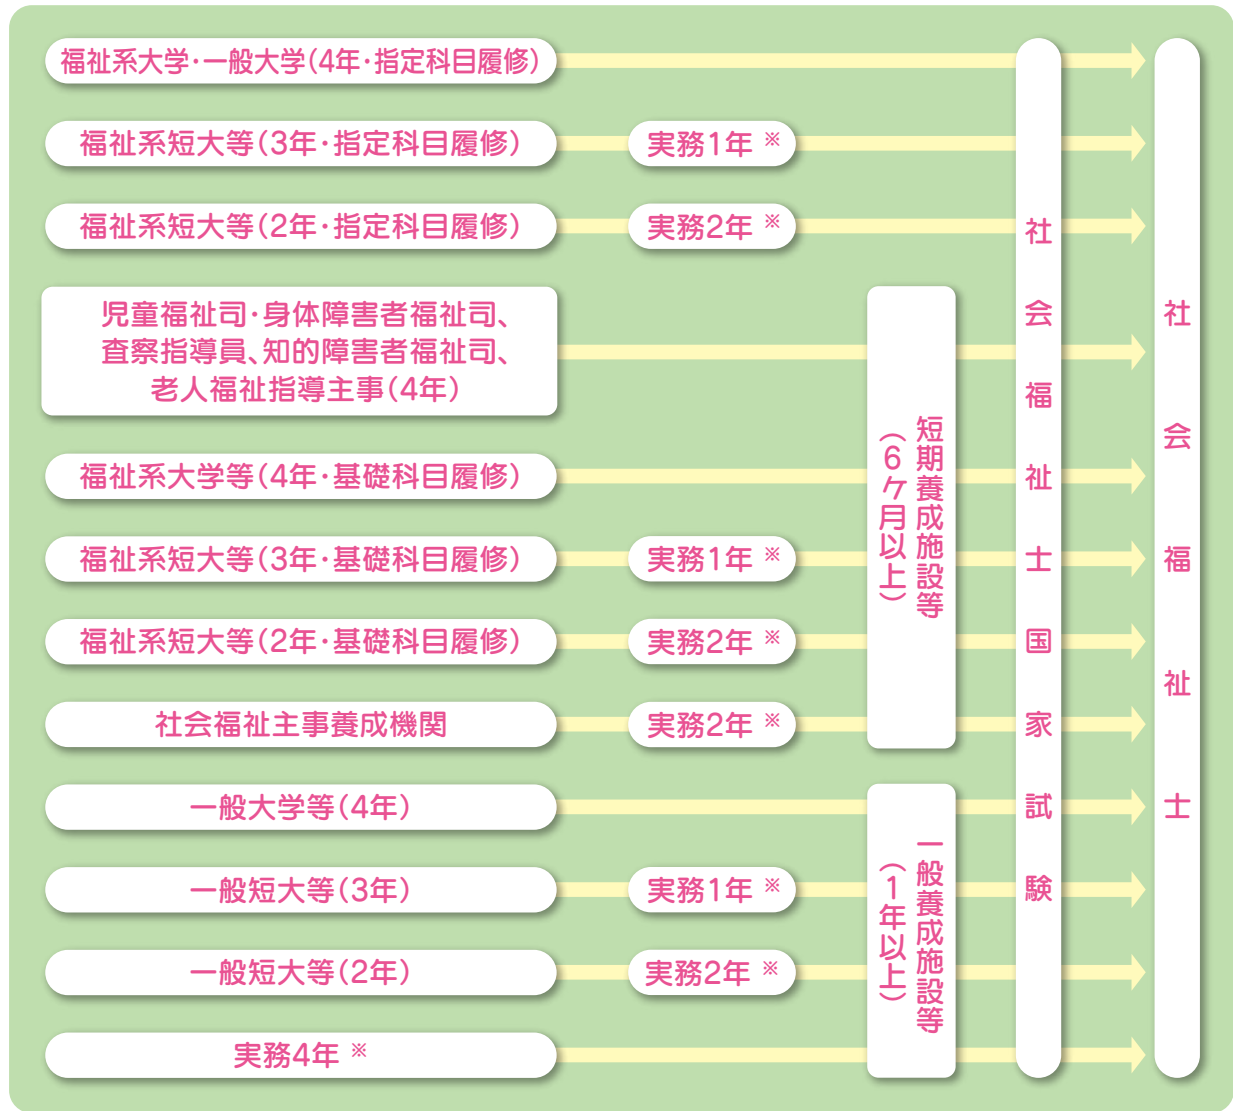 福祉系大学・一般大学(4年・指定科目履修)
福祉系短大等(3年・指定科目履修)
実務1年 ※
福祉系短大等(2年・指定科目履修)
実務2年 ※
児童福祉司・身体障害者福祉司、
査察指導員、知的障害者福祉司、
老人福祉指導主事(4年)
福祉系大学等(4年・基礎科目履修)
福祉系短大等(3年・基礎科目履修)
実務1年 ※
福祉系短大等(2年・基礎科目履修)
実務2年 ※
社会福祉主事養成機関
実務2年 ※
短期養成施設等
(6ケ月以上)
一般大学等(4年)
一般短大等(3年)
実務1年 ※
一般短大等(2年)
実務2年 ※
実務4年 ※
一般養成施設等
(1年以上)
社会福祉士国家試験
社会福祉士